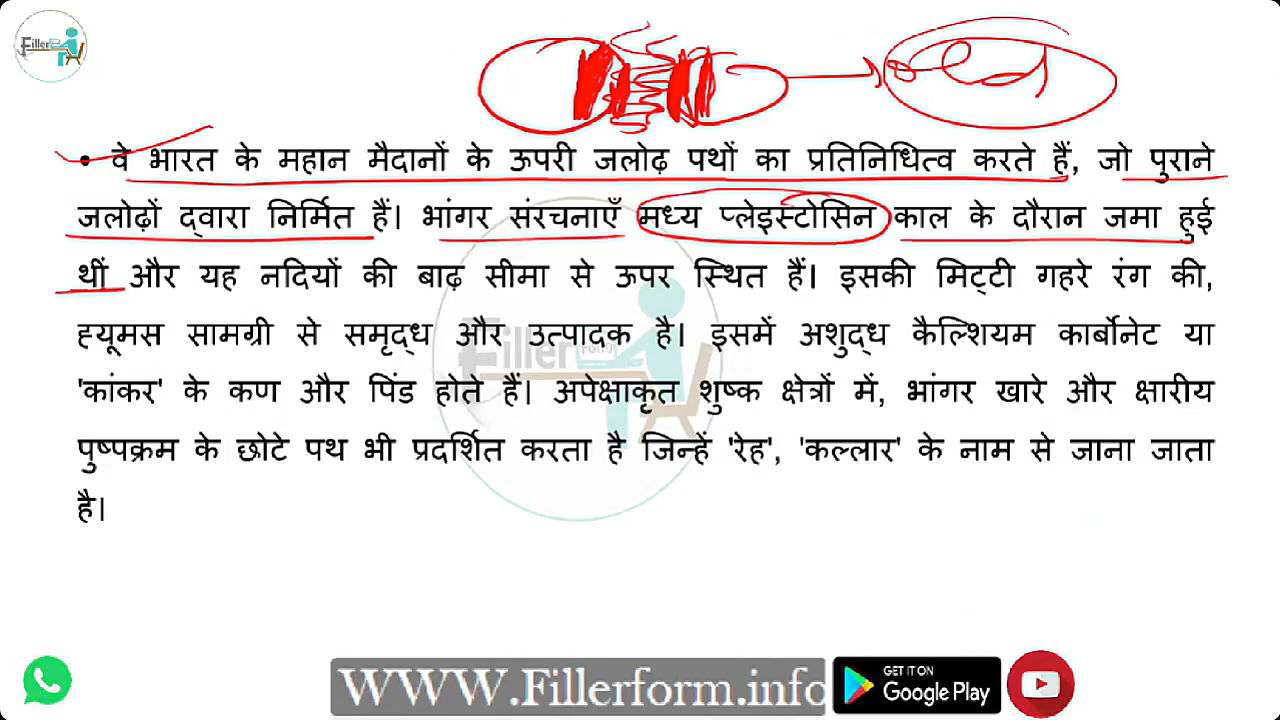 Filler
• वे भारत के महान मैदानों के ऊपरी जलोढ़ पथों का प्रतिनिधित्व करते हैं, जो पुराने
जलोढ़ों द्वारा निर्मित हैं। भांगर संरचनाएँ मध्य प्लेइस्टोसिन काल के दौरान जमा हुई
थीं और यह नदियों की बाढ़ सीमा से ऊपर स्थित हैं। इसकी मिट्टी गहरे रंग की,
ह्यूमस सामग्री से समृद्ध और उत्पादक है। इसमें अशुद्ध कैल्शियम कार्बोनेट या
'कांकर' के कण और पिंड होते हैं। अपेक्षाकृत शुष्क क्षेत्रों में, भांगर खारे और क्षारीय
पुष्पक्रम के छोटे पथ भी प्रदर्शित करता है जिन्हें 'रेह', 'कल्लार' के नाम से जाना जाता
है।
Filler FORM
WWW.Fillerform.info
GET IT ON
Google Play